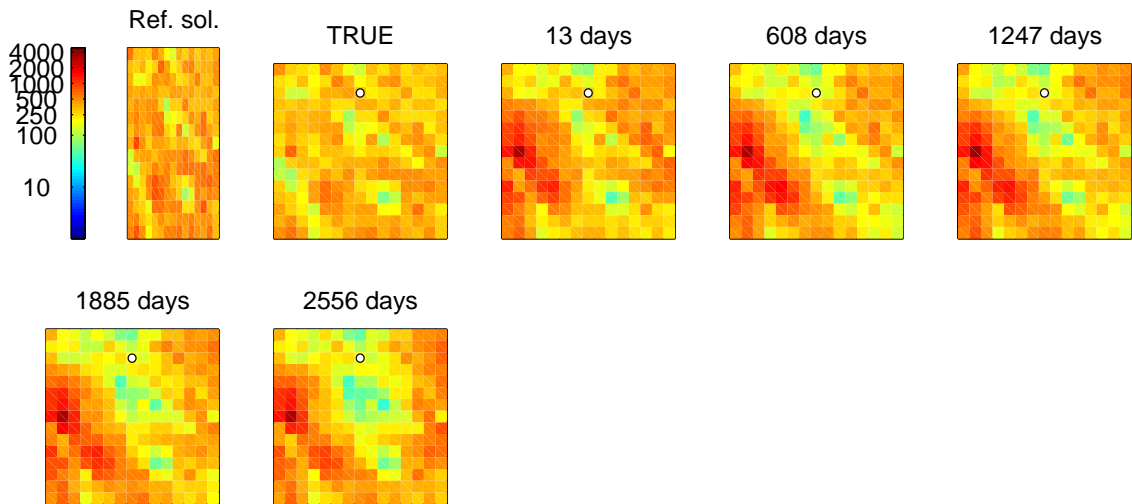 Ref. sol.
TRUE
13 days
608 days
1247 days
4000
2000
1000
500
250
100
10
1885 days
2556 days